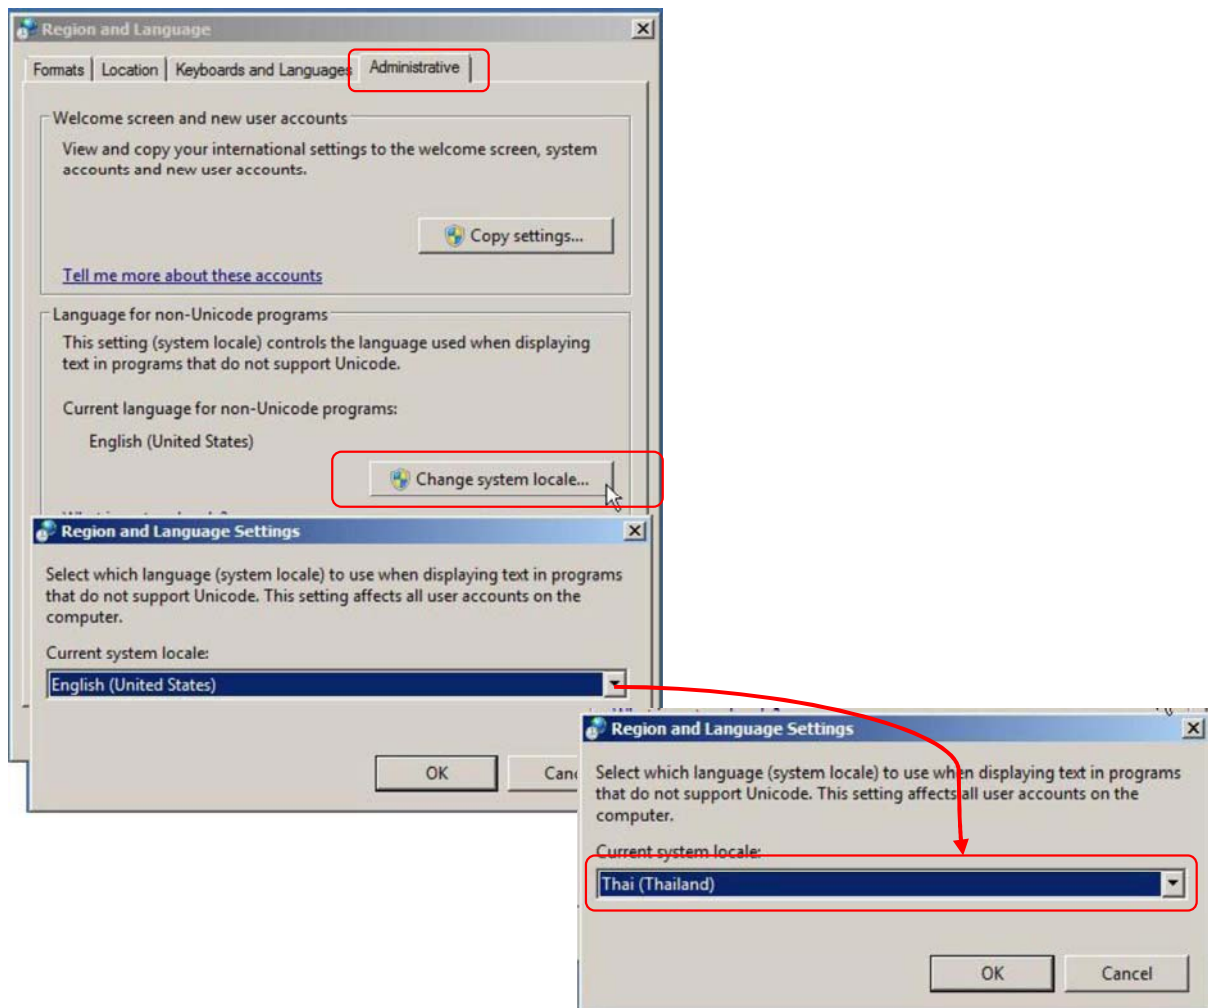 Region and Language
Formats Location Keyboards and Languages Administrative
Welcome screen and new user accounts
View and copy your international settings to the welcome screen, system
accounts and new user accounts.
Copy settings...
Tell me more about these accounts
Language for non-Unicode programs
This setting (system locale) controls the language used when displaying
text in programs that do not support Unicode.
Current language for non-Unicode programs:
English (United States)
Change system locale...
Region and Language Settings
Select which language (system locale) to use when displaying text in programs
that do not support Unicode. This setting affects all user accounts on the
computer.
Current system locale:
English (United States)
OK
Region and Language Settings
Select which language (system locale) to use when displaying text in programs
that do not support Unicode. This setting affects all user accounts on the
computer.
Current system locale:
Thai (Thailand)
OK Cancel